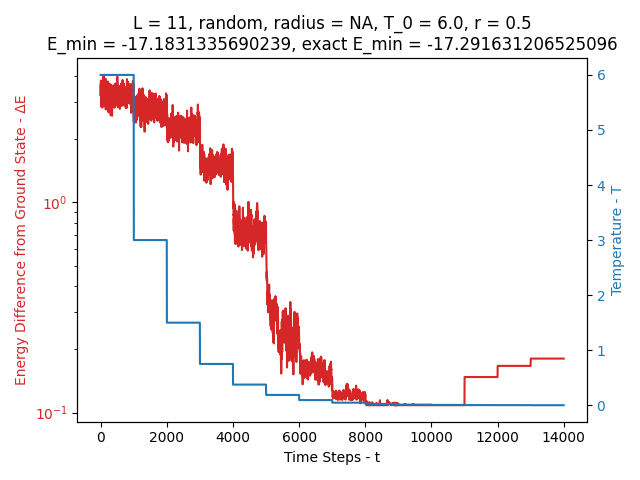 L = 11, random, radius = NA, T_0 = 6.0, r = 0.5
E_min = -17.1831335690239, exact E_min = -17.291631206525096
Energy Difference from Ground State - ΔE
10⁰
10⁻¹
6
5
4
3
2
1
0
Temperature - T
0 2000 4000 6000 8000 10000 12000 14000
Time Steps - t